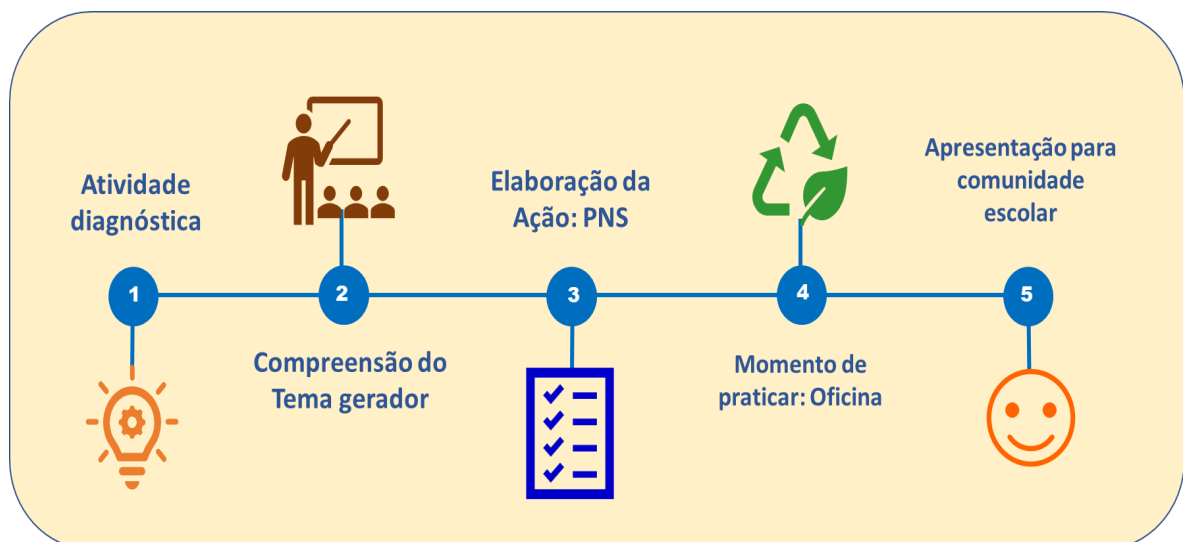 Atividade
diagnóstica
1
2
Compreensão do
Tema gerador
Elaboração da
Ação: PNS
3
4
Momento de
praticar: Oficina
Apresentação para
comunidade
escolar
5